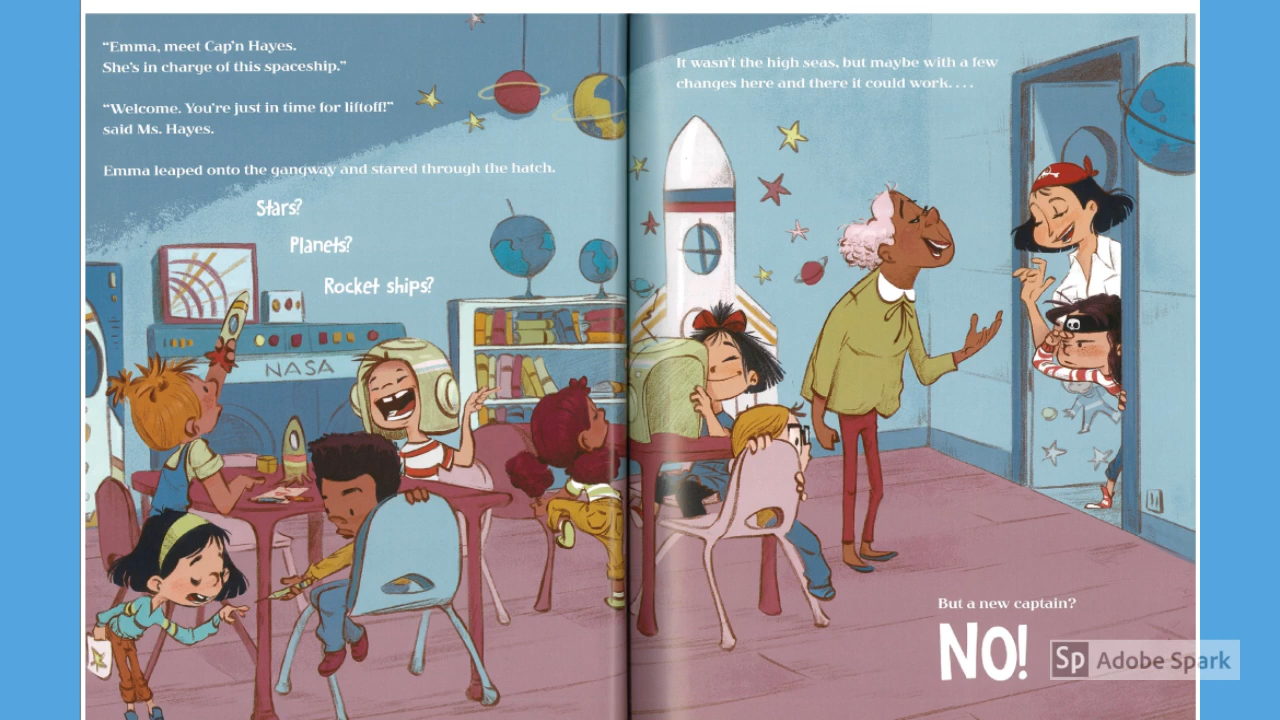 “Emma, meet Cap’n Hayes.
She’s in charge of this spaceship.”
“Welcome. You’re just in time for liftoff!”
said Ms. Hayes.
Emma leaped onto the gangway and stared through the hatch.
Stars?
Planets?
Rocket ships?
NASA
It wasn’t the high seas, but maybe with a few
changes here and there it could work. . . .
But a new captain?
NO!
Sp Adobe Spark